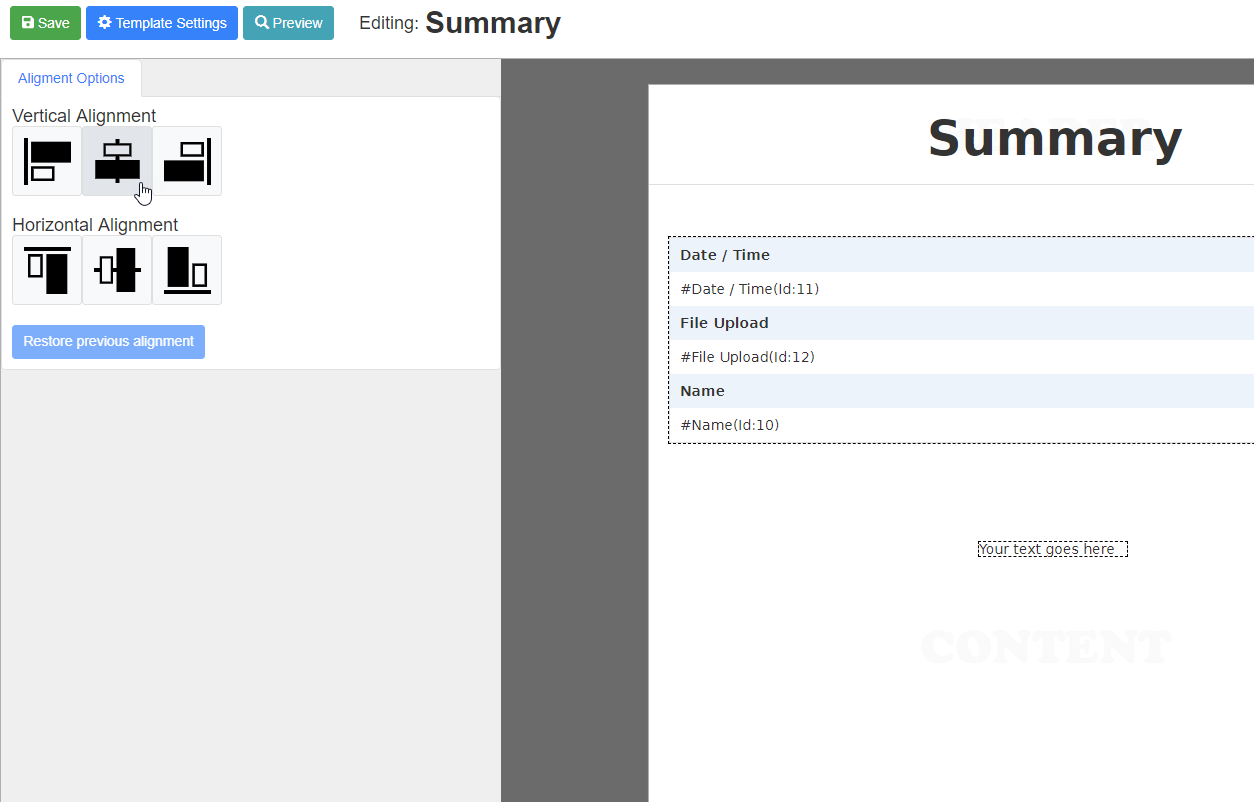 Save Template Settings Preview Editing: Summary
Aligment Options
Vertical Alignment
Horizontal Alignment
Restore previous alignment
HEADER
Summary
Date / Time
#Date / Time(Id:11)
File Upload
#File Upload(Id:12)
Name
#Name(Id:10)
Your text goes here
CONTENT